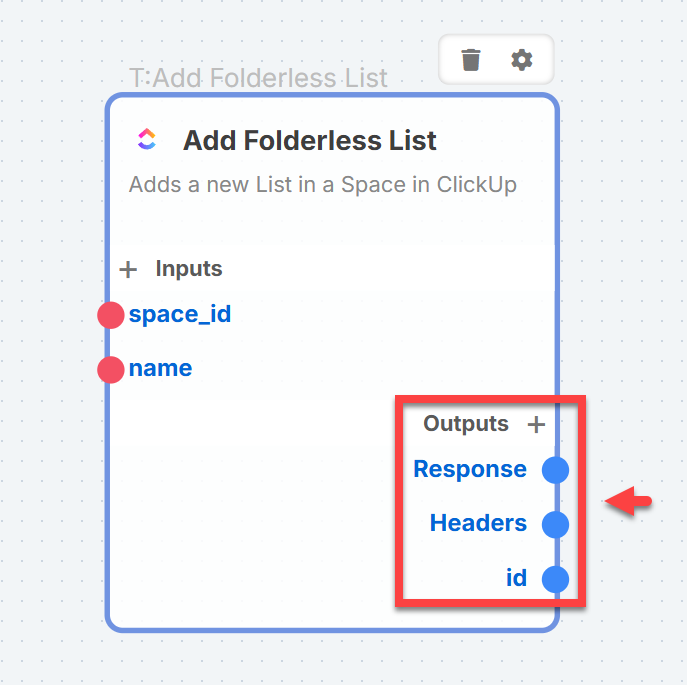 T:Add Folderless List
Add Folderless List
Adds a new List in a Space in ClickUp
+ Inputs
space_id
name
Outputs +
Response
Headers
id